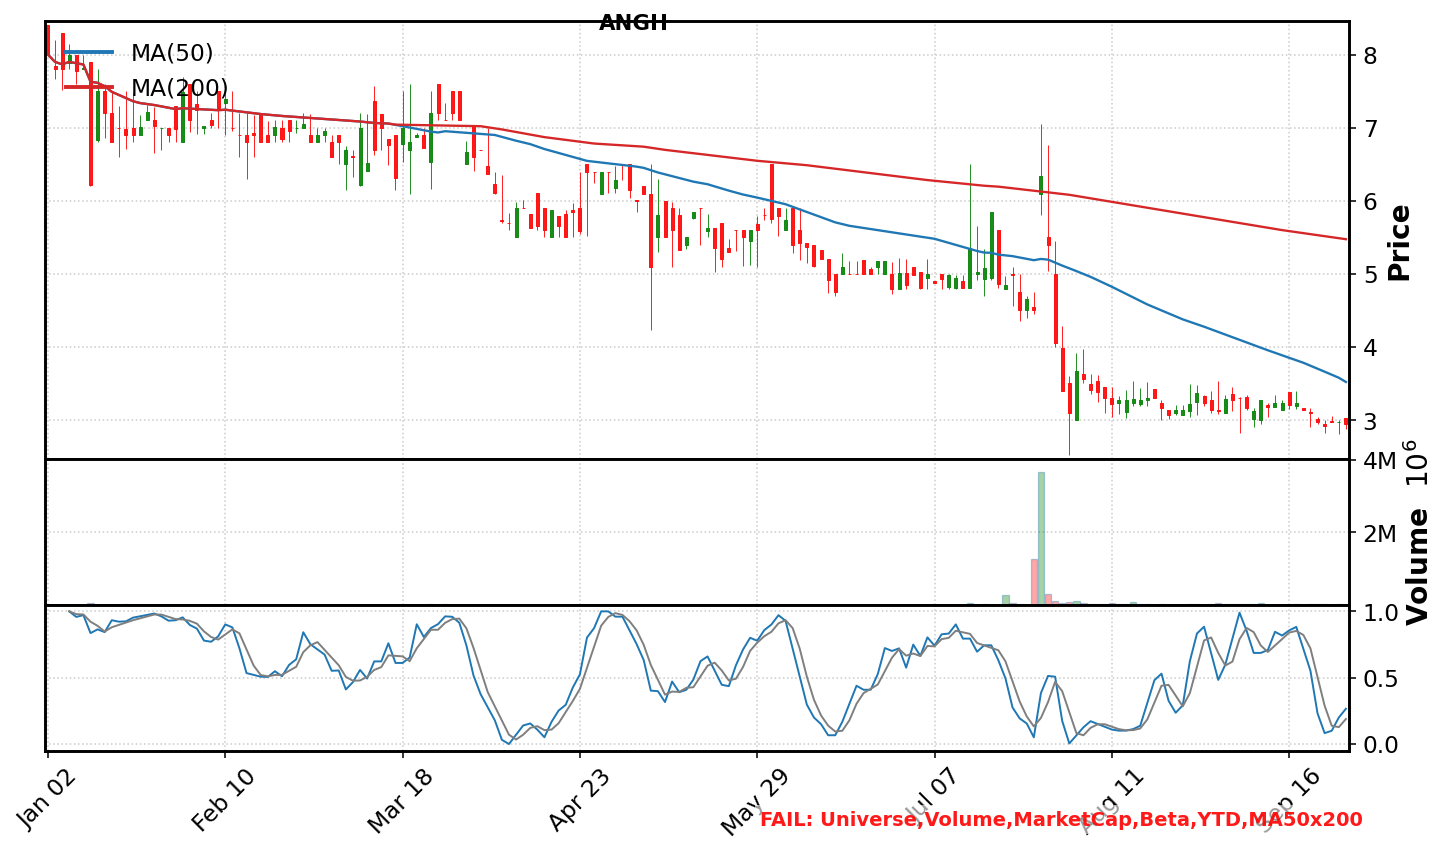 ANGH
MA(50)
MA(200)
8
7
6
5
4
3
Price
4M
2M
Volume 10^6
1.0
0.5
0.0
Jan 02
Feb 10
Mar 18
Apr 23
May 29
Jul 07
Aug 11
Sep 16
FAIL: Universe,Volume,MarketCap,Beta,YTD,MA50x200